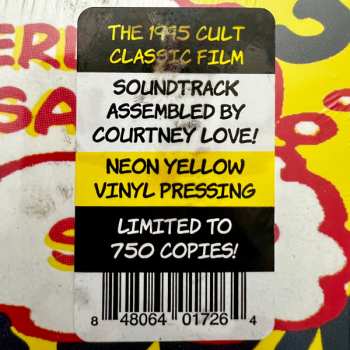 THE 1995 CULT
CLASSIC FILM
SOUNDTRACK
ASSEMBLED BY
COURTNEY LOVE!
NEON YELLOW
VINYL PRESSING
LIMITED TO
750 COPIES!
8 48064 01726 4